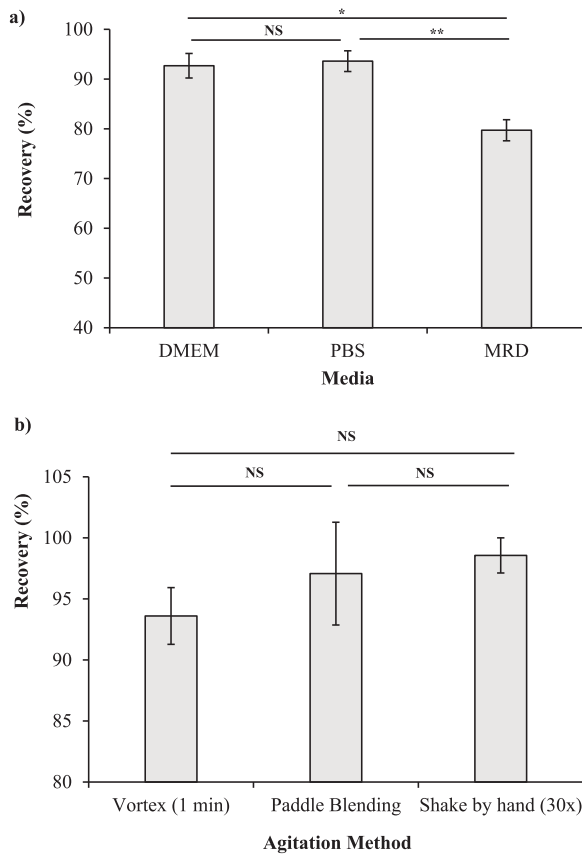 a)
*
NS
**
100
90
80
70
60
50
40
Recovery (%)
DMEM PBS MRD
Media
b)
NS
NS NS
105
100
95
90
85
80
Recovery (%)
Vortex (1 min) Paddle Blending Shake by hand (30x)
Agitation Method